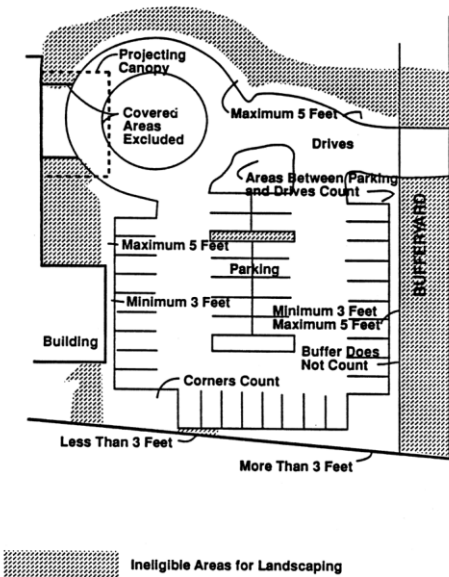 Projecting
Canopy
Covered
Areas
Excluded
Maximum 5 Feet
Drives
Areas Between Parking
and Drives Count
Maximum 5 Feet
Parking
Minimum 3 Feet
Minimum 3 Feet
Maximum 5 Feet
BUFFERYARD
Building
Buffer Does
Not Count
Corners Count
Less Than 3 Feet
More Than 3 Feet
Ineligible Areas for Landscaping